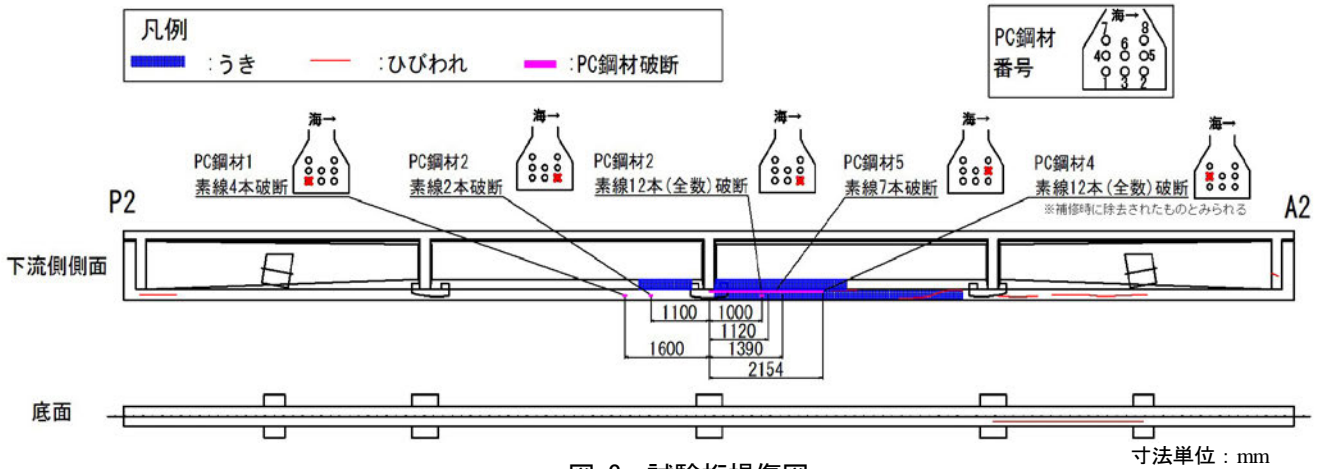 凡例
:うき
:ひびわれ
:PC鋼材破断
PC鋼材
番号
海→
7 8
6
4 5
1 3 2
海→
海→
海→
海→
海→
PC鋼材1
素線4本破断
PC鋼材2
素線2本破断
PC鋼材2
素線12本(全数)破断
PC鋼材5
素線7本破断
PC鋼材4
素線12本(全数)破断
※補修時に除去されたものとみられる
P2
A2
下流側側面
1100 1000
1120
1600 1390
2154
底面
寸法単位:mm